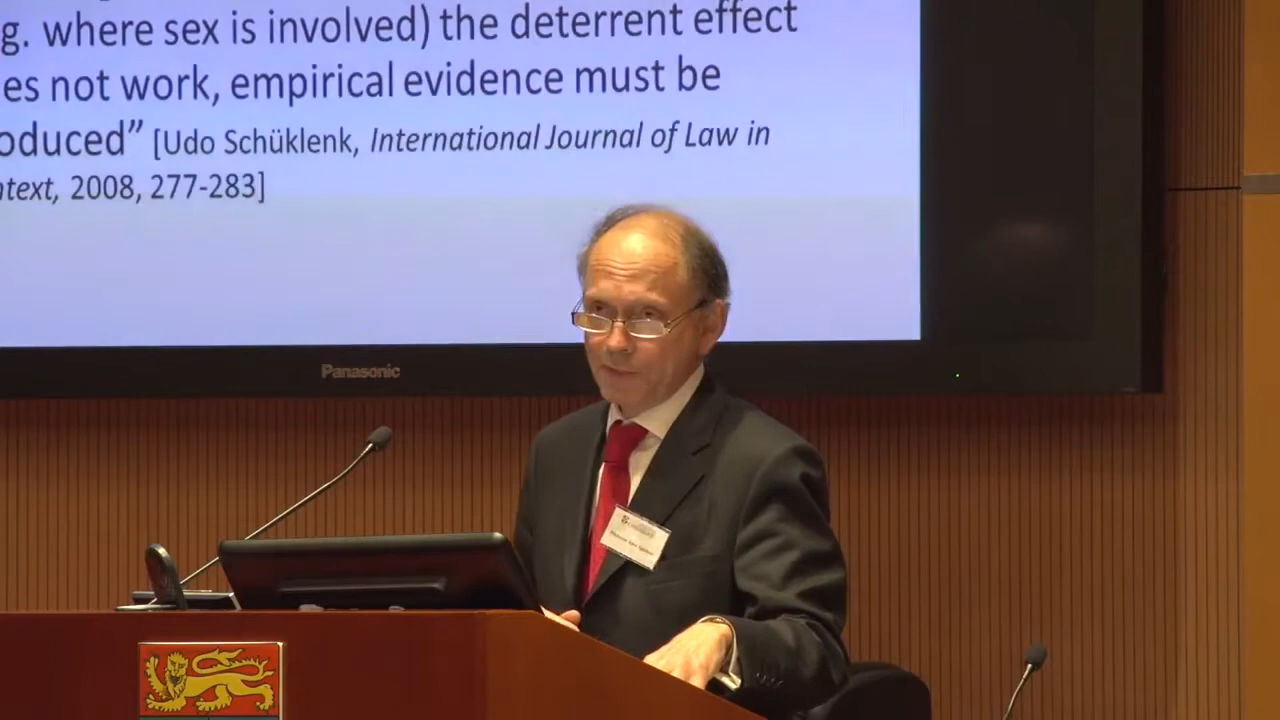 g. where sex is involved) the deterrent effect
es not work, empirical evidence must be
oduced” [Udo Schüklenk, International Journal of Law in
ntext, 2008, 277-283]
Panasonic
Professor